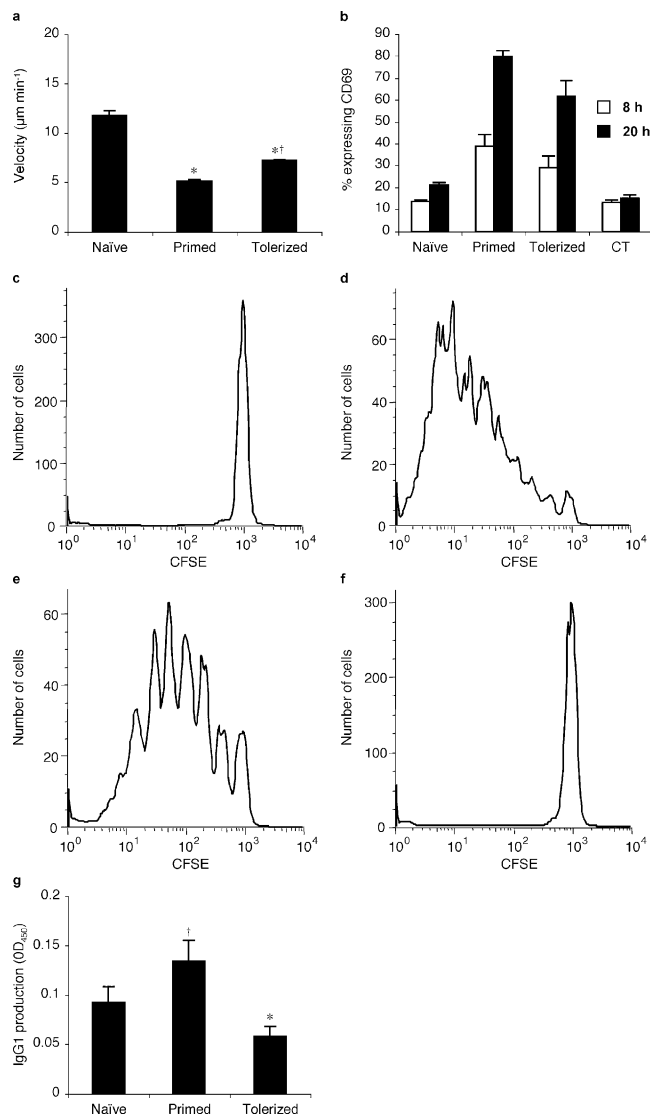 a
Velocity (µm min⁻¹)
20
15
10
5
0
*
*†
Naïve Primed Tolerized
b
% expressing CD69
90
80
70
60
50
40
30
20
10
8 h
20 h
Naïve Primed Tolerized CT
c
Number of cells
300
200
100
0
10⁰ 10¹ 10² 10³ 10⁴
CFSE
d
Number of cells
60
40
20
0
10⁰ 10¹ 10² 10³ 10⁴
CFSE
e
Number of cells
60
40
20
0
10⁰ 10¹ 10² 10³ 10⁴
CFSE
f
Number of cells
300
200
100
0
10⁰ 10¹ 10² 10³ 10⁴
CFSE
g
IgG1 production (0D₄₅₀)
0.2
0.15
0.1
0.05
0
†
*
Naïve Primed Tolerized